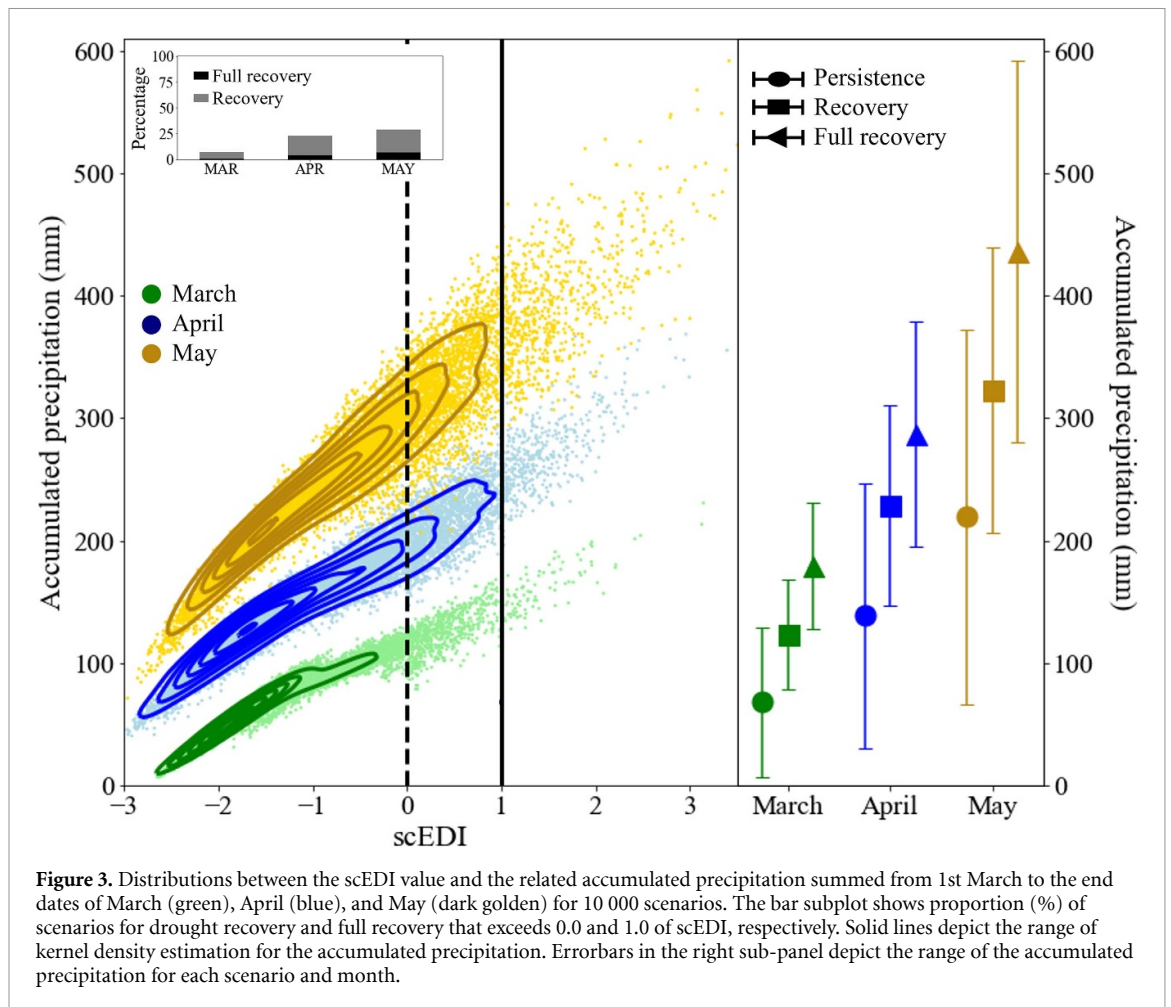 600
500
400
300
200
100
0
Accumulated precipitation (mm)
100
75
50
25
0
Percentage
Full recovery
Recovery
MAR APR MAY
March
April
May
−3 −2 −1 0 1 2 3
scEDI
Persistence
Recovery
Full recovery
March April May
600
500
400
300
200
100
0
Accumulated precipitation (mm)
Figure 3. Distributions between the scEDI value and the related accumulated precipitation summed from 1st March to the end
dates of March (green), April (blue), and May (dark golden) for 10 000 scenarios. The bar subplot shows proportion (%) of
scenarios for drought recovery and full recovery that exceeds 0.0 and 1.0 of scEDI, respectively. Solid lines depict the range of
kernel density estimation for the accumulated precipitation. Errorbars in the right sub-panel depict the range of the accumulated
precipitation for each scenario and month.